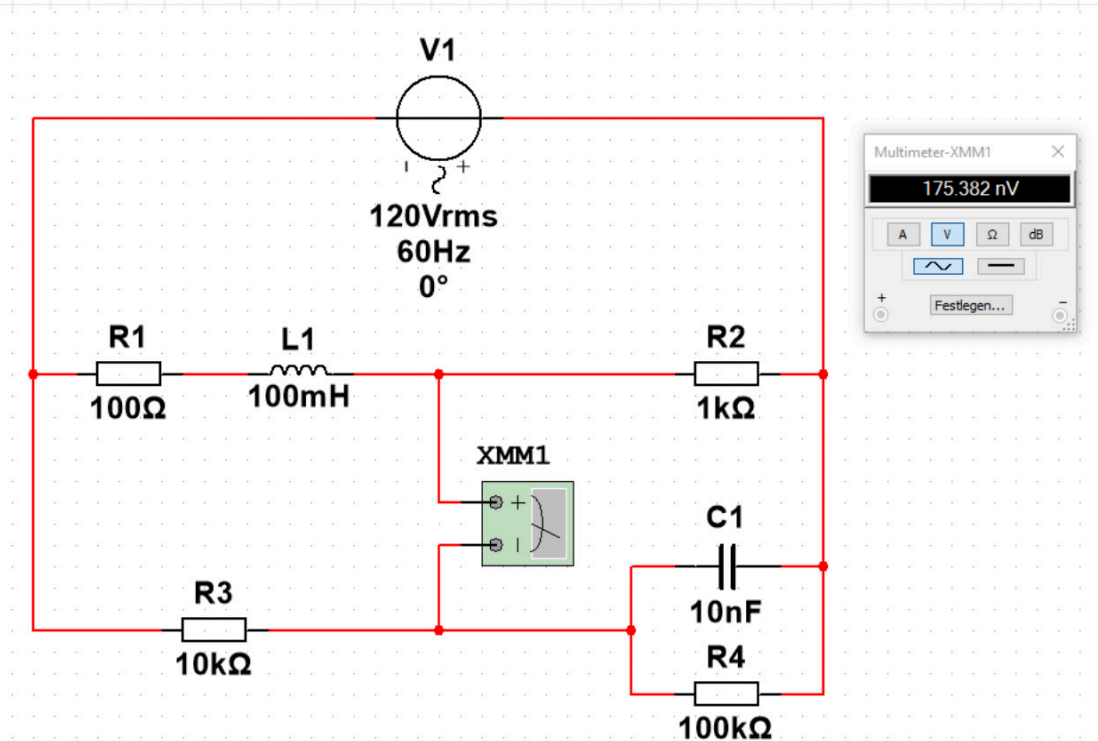 V1
120Vrms
60Hz
0°
Multimeter-XMM1
175.382 nV
A V Ω dB
+ Festlegen... −
R1
100Ω
L1
100mH
R2
1kΩ
XMM1
C1
10nF
R3
10kΩ
R4
100kΩ